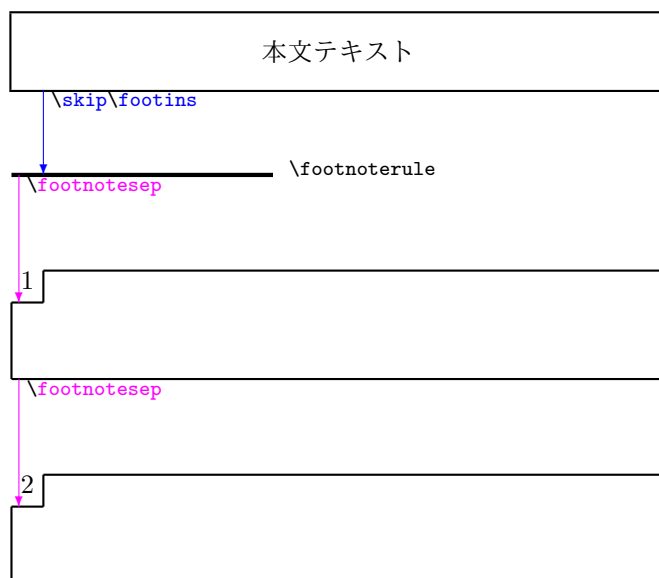 本文テキスト
\skip\footins
\footnoterule
\footnotesep
1
\footnotesep
2